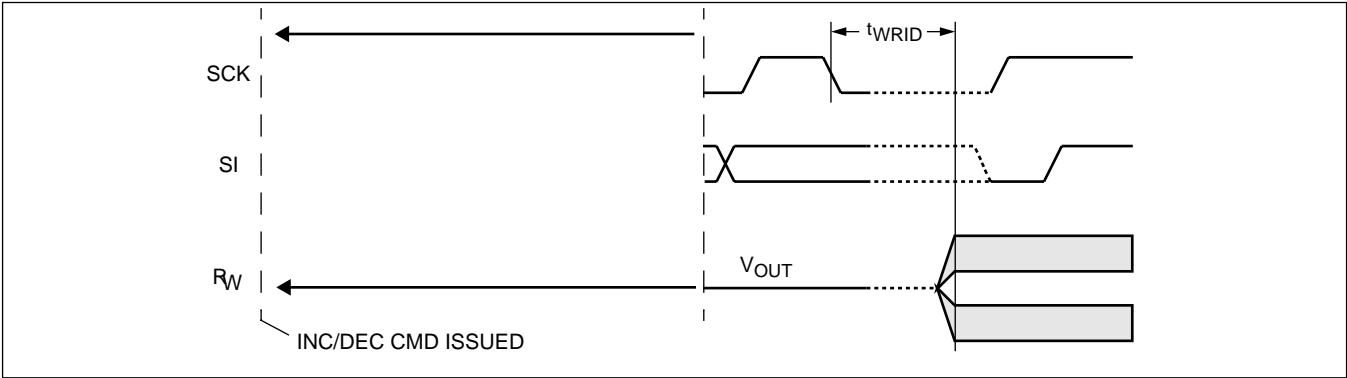 tWRID
SCK
SI
VOUT
RW
INC/DEC CMD ISSUED